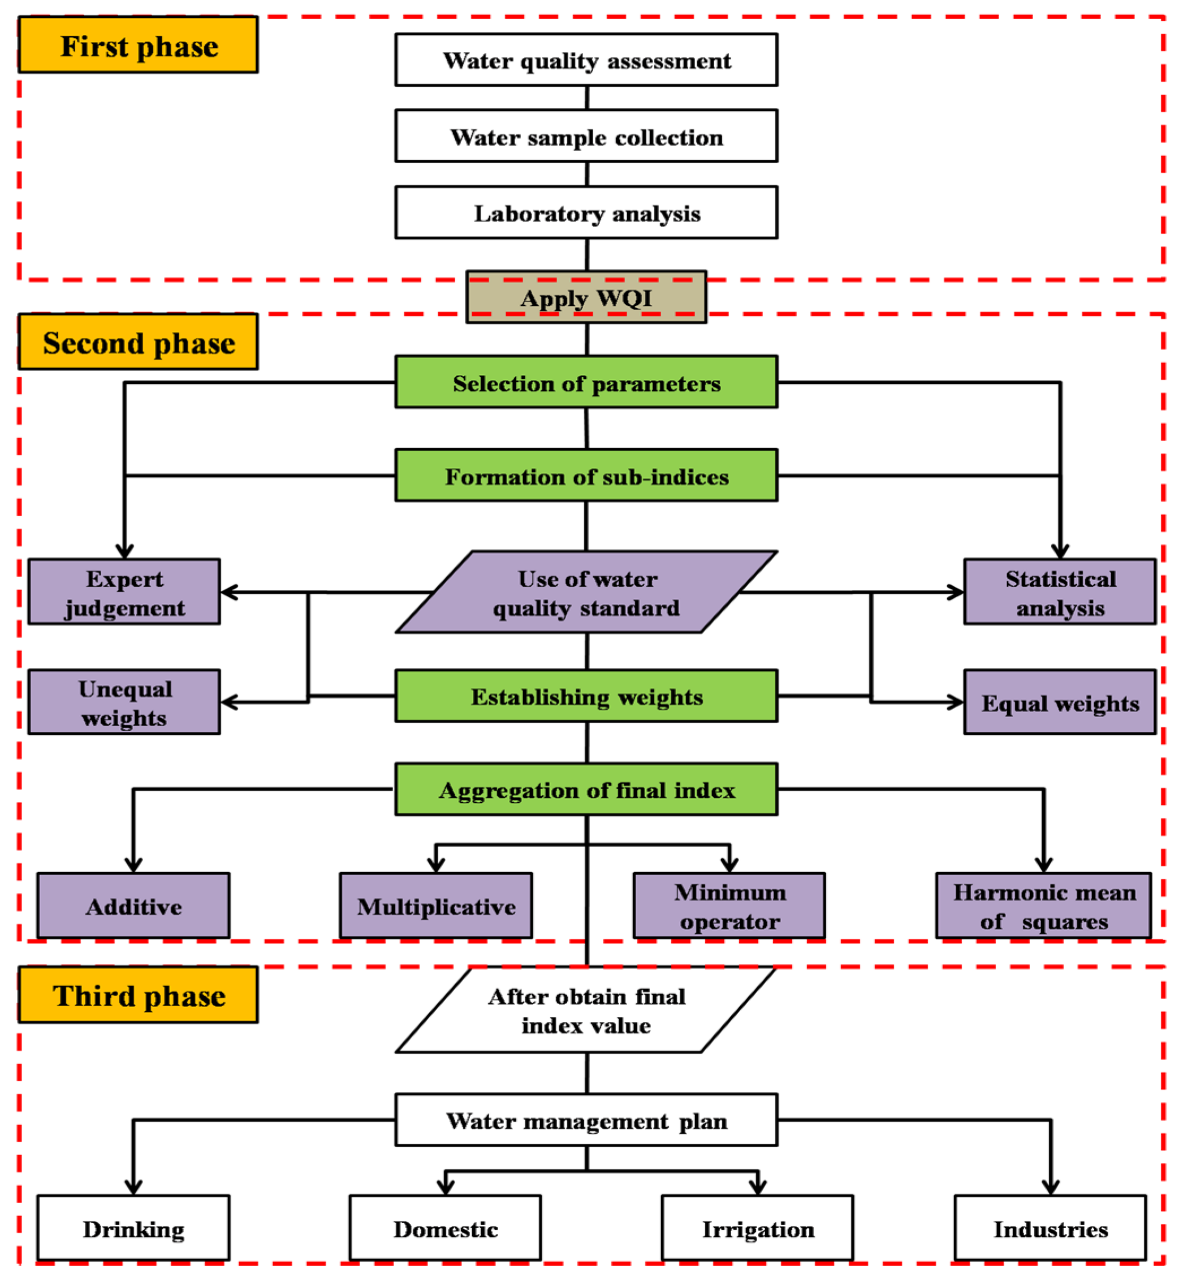 First phase
Water quality assessment
Water sample collection
Laboratory analysis
Apply WQI
Second phase
Selection of parameters
Formation of sub-indices
Expert
judgement
Use of water
quality standard
Statistical
analysis
Unequal
weights
Establishing weights
Equal weights
Aggregation of final index
Additive
Multiplicative
Minimum
operator
Harmonic mean
of squares
Third phase
After obtain final
index value
Water management plan
Drinking
Domestic
Irrigation
Industries